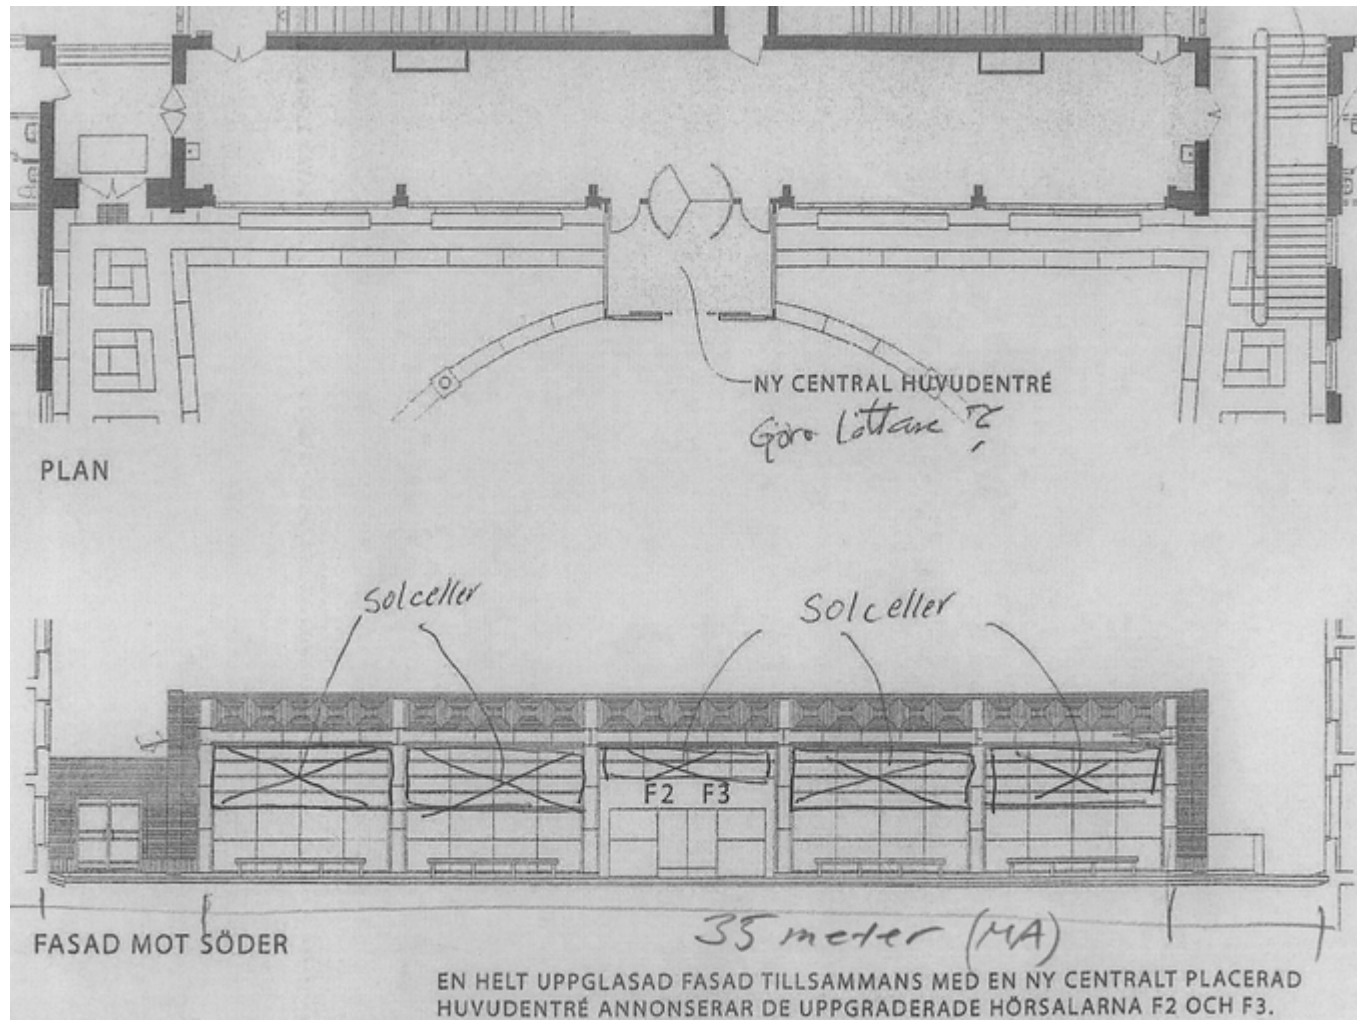 NY CENTRAL HUVUDENTRÉ
Göra lättare ?
PLAN
Solceller
Solceller
F2 F3
35 meter (MA)
FASAD MOT SÖDER
EN HELT UPPGLASAD FASAD TILLSAMMANS MED EN NY CENTRALT PLACERAD
HUVUDENTRÉ ANNONSERAR DE UPPGRADERADE HÖRSALARNA F2 OCH F3.